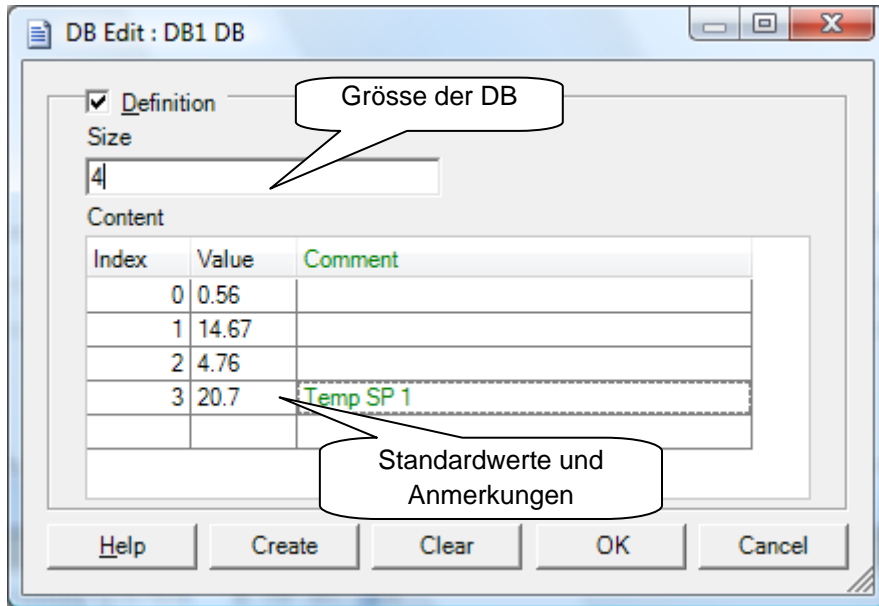 DB Edit : DB1 DB
Definition
Grösse der DB
Size
4
Content
Index Value Comment
0 0.56
1 14.67
2 4.76
3 20.7 Temp SP 1
Standardwerte und
Anmerkungen
Help Create Clear OK Cancel